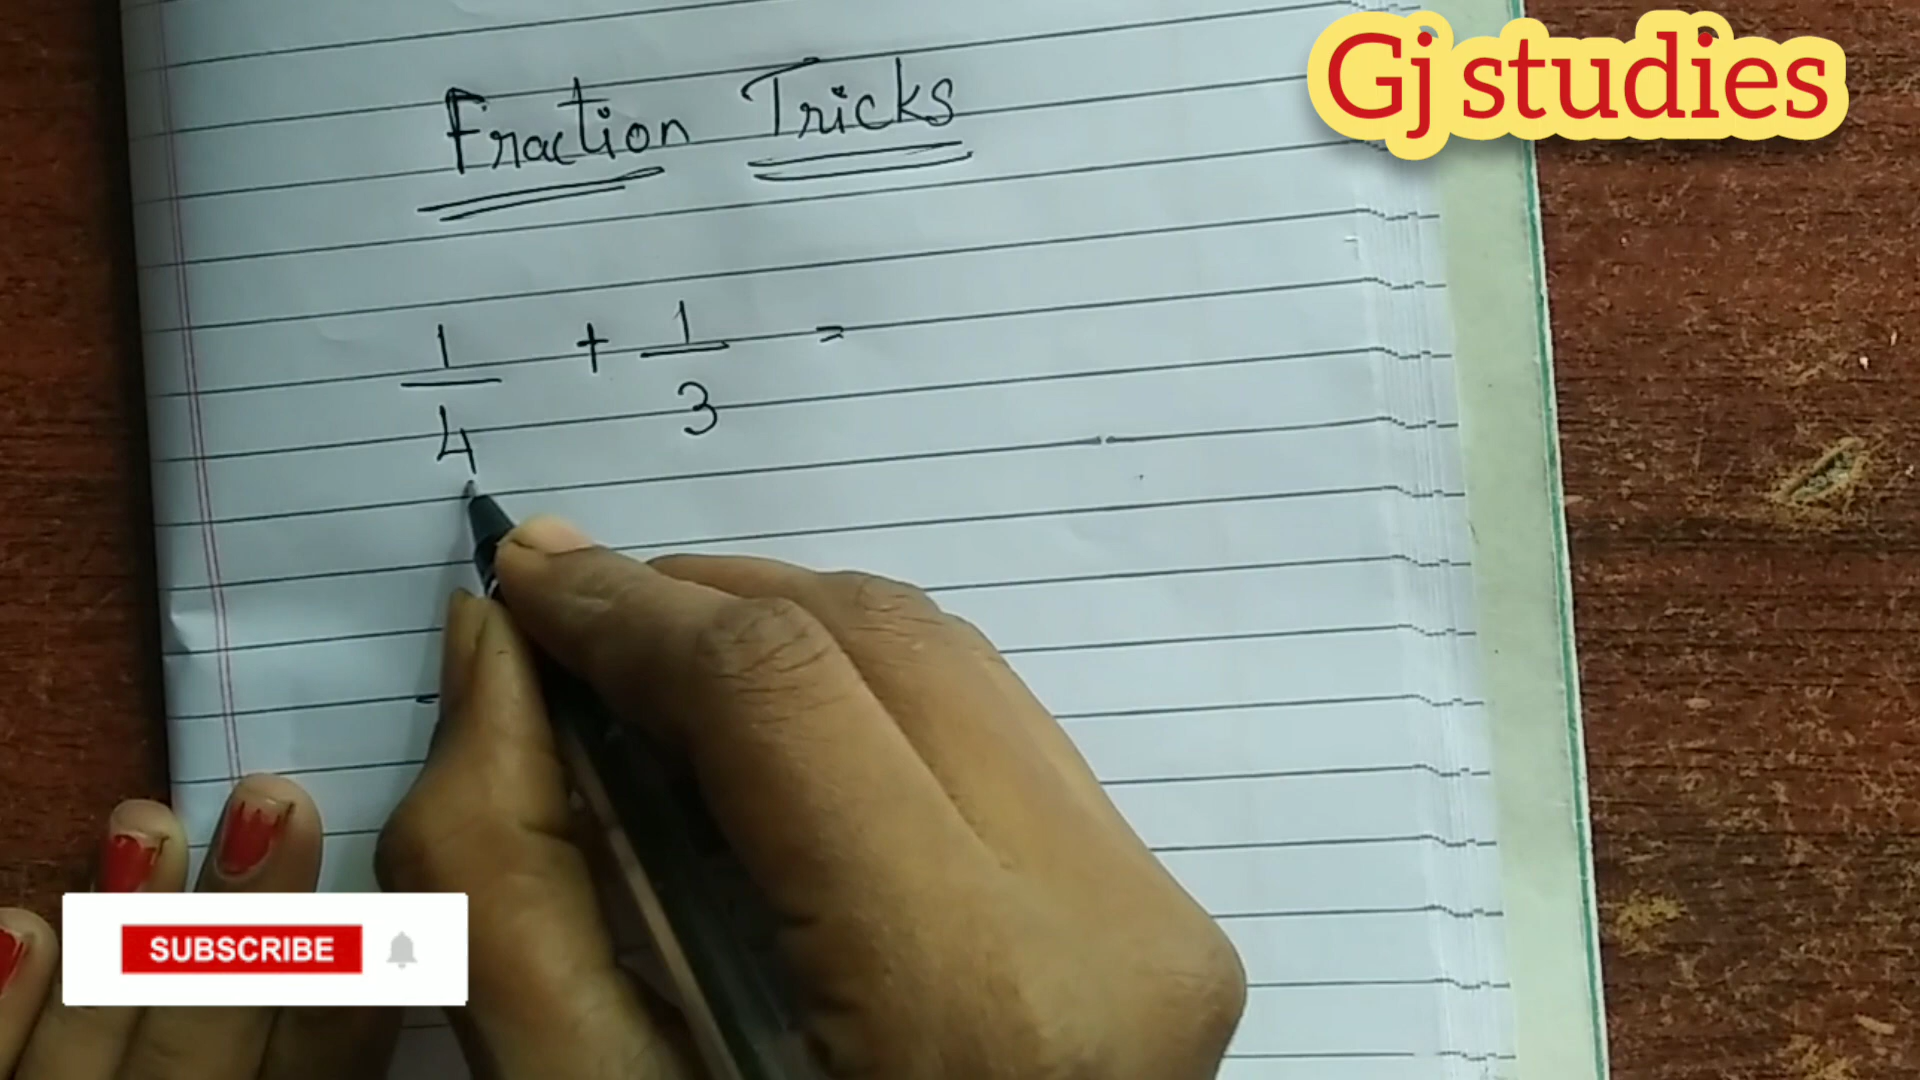 Gj studies
Fraction Tricks
1/4 + 1/3 =
SUBSCRIBE